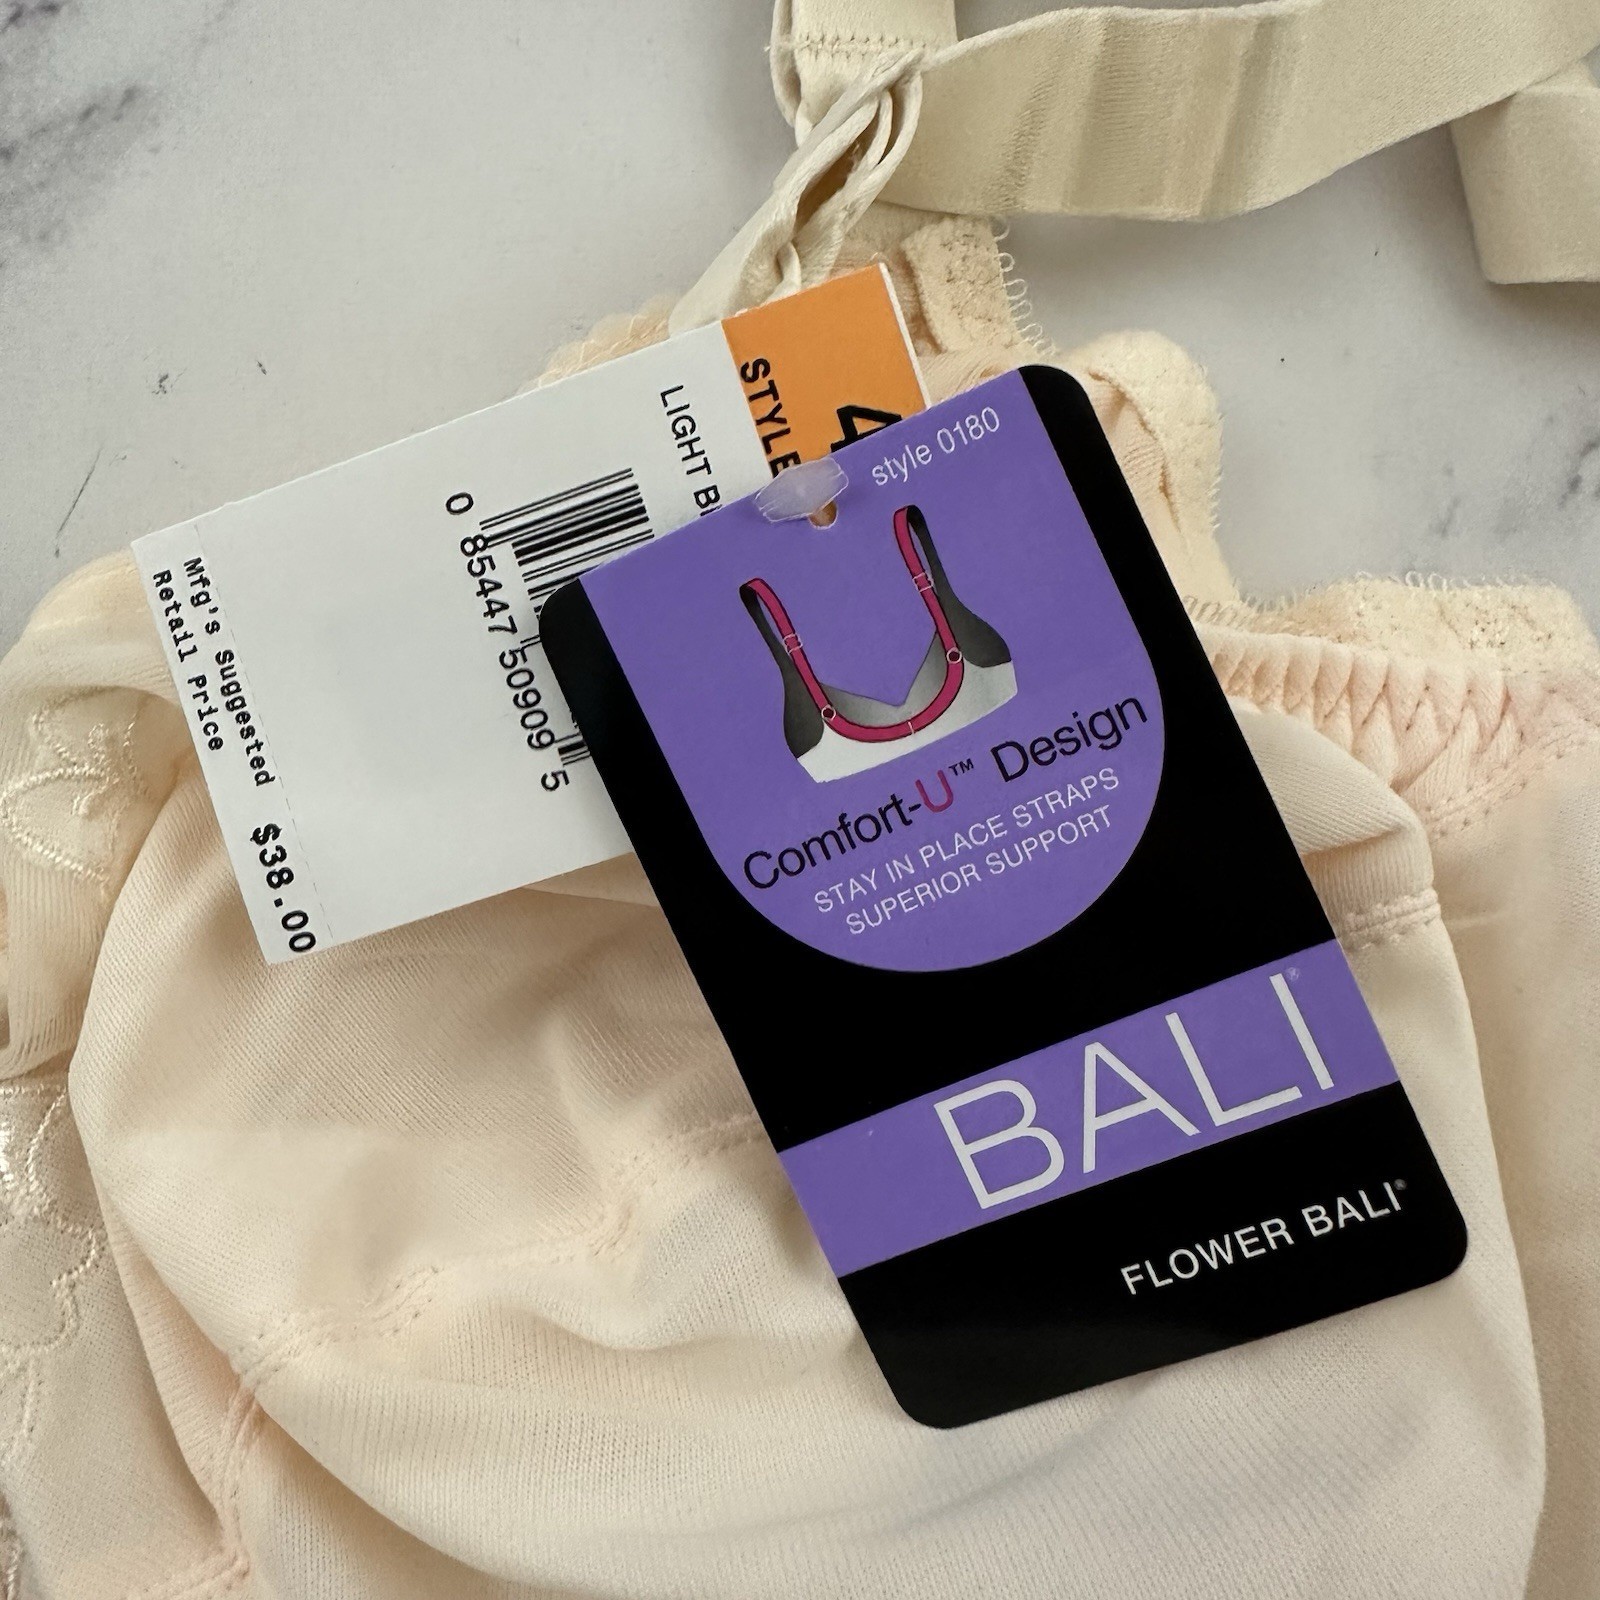 STYLE
LIGHT
0 85447 50909 5
Mfg's Suggested
Retail Price
$38.00
style 0180
Comfort-U™ Design
STAY IN PLACE STRAPS
SUPERIOR SUPPORT
BALI®
FLOWER BALI®